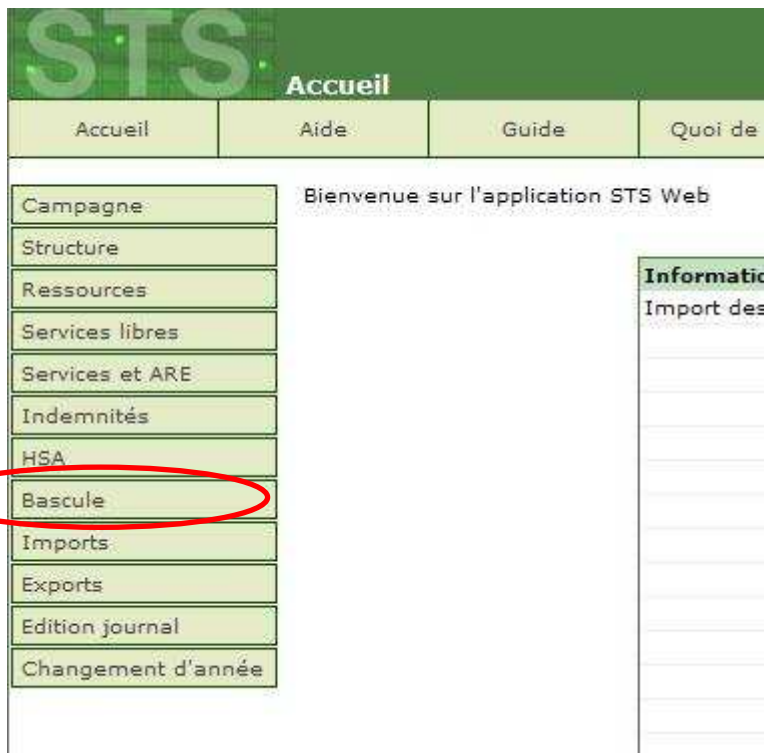 STS
Accueil
Accueil Aide Guide Quoi de
Bienvenue sur l'application STS Web
Campagne
Structure
Ressources
Services libres
Services et ARE
Indemnités
HSA
Bascule
Imports
Exports
Edition journal
Changement d'année
Import des